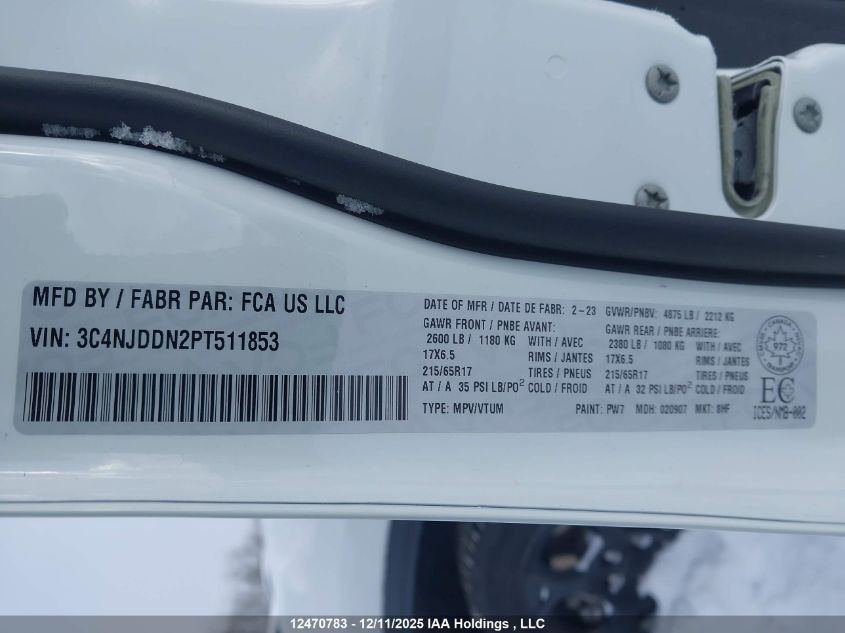 MFD BY / FABR PAR: FCA US LLC
VIN: 3C4NJDDN2PT511853
DATE OF MFR / DATE DE FABR: 2-23
GAWR FRONT / PNBE AVANT:
2600 LB / 1180 KG WITH / AVEC
17X6.5 RIMS / JANTES
215/65R17 TIRES / PNEUS
AT / A 35 PSI LB/PO² COLD / FROID
TYPE: MPV/VTUM
GVWR/PNBV: 4875 LB / 2212 KG
GAWR REAR / PNBE ARRIERE:
2380 LB / 1080 KG WITH / AVEC
17X6.5 RIMS / JANTES
215/65R17 TIRES / PNEUS
AT / A 32 PSI LB/PO² COLD / FROID
PAINT: PW7 MDH: 020907 MKT: 8HF
CANADA
972
TRANSPORT
EC
ICES/NMB-002
12470783 - 12/11/2025 IAA Holdings, LLC